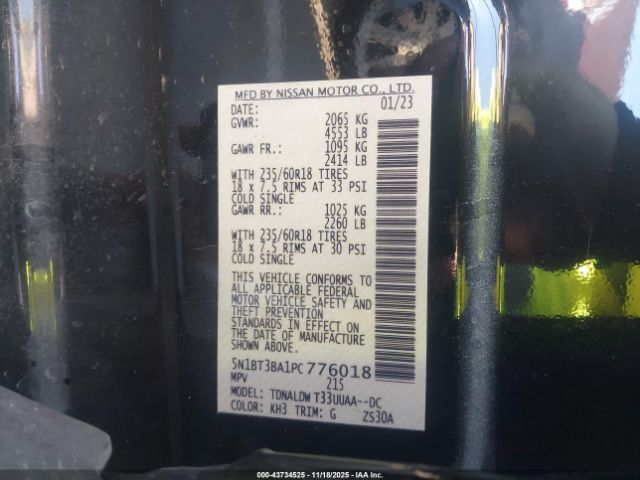 MFD BY NISSAN MOTOR CO., LTD.
DATE: 01/23
GVWR: 2065 KG
4553 LB
GAWR FR.: 1095 KG
2414 LB
WITH 235/60R18 TIRES
18 x 7.5 RIMS AT 33 PSI
COLD SINGLE
GAWR RR.: 1025 KG
2260 LB
WITH 235/60R18 TIRES
18 x 7.5 RIMS AT 30 PSI
COLD SINGLE
THIS VEHICLE CONFORMS TO
ALL APPLICABLE FEDERAL
MOTOR VEHICLE SAFETY AND
THEFT PREVENTION
STANDARDS IN EFFECT ON
THE DATE OF MANUFACTURE
SHOWN ABOVE.
5N1BT3BA1PC776018
MPV 215
MODEL: TDNALDW T33UUAA--DC
COLOR: KH3 TRIM: G ZS30A
000-43734525 | 11/18/2025 - IAAI.COM